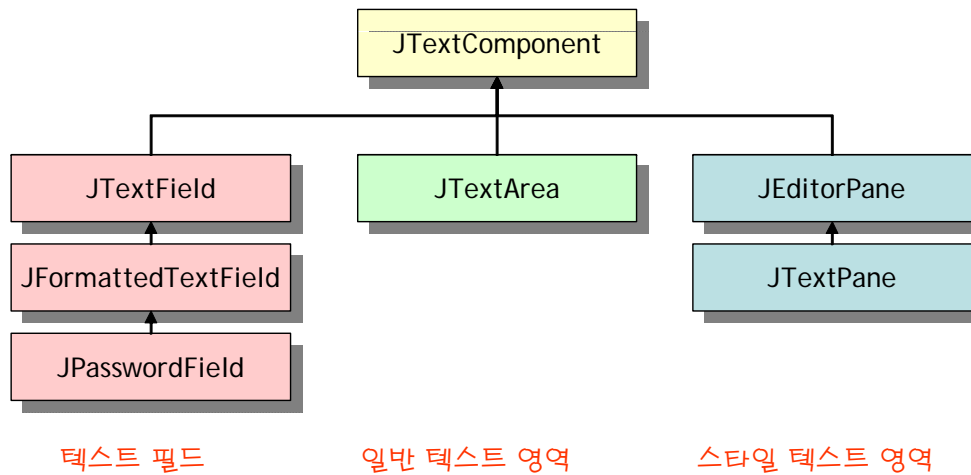 JTextComponent
JTextField
JTextArea
JEditorPane
JFormattedTextField
JTextPane
JPasswordField
텍스트 필드
일반 텍스트 영역
스타일 텍스트 영역